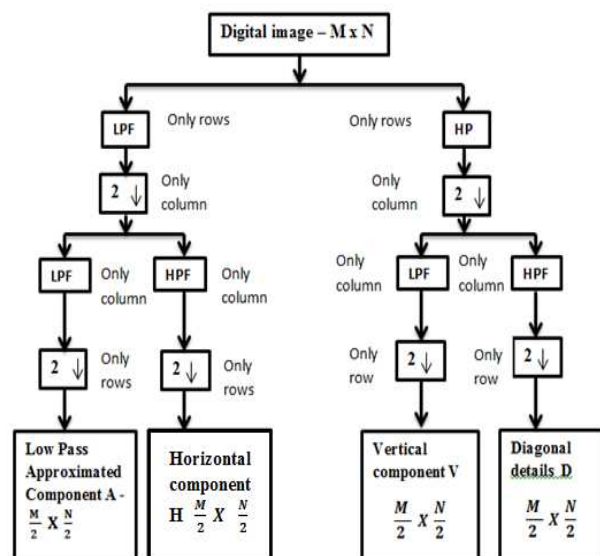 Digital image – M x N
LPF
Only rows
Only rows
HP
2 ↓
Only
column
Only
column
2 ↓
LPF
Only
column
HPF
Only
column
Only
column
LPF
Only
column
HPF
2 ↓
Only
rows
2 ↓
Only
rows
Only
row
2 ↓
Only
row
2 ↓
Low Pass
Approximated
Component A -
M/2 X N/2
Horizontal
component
H M/2 X N/2
Vertical
component V
M/2 X N/2
Diagonal
details D
M/2 X N/2